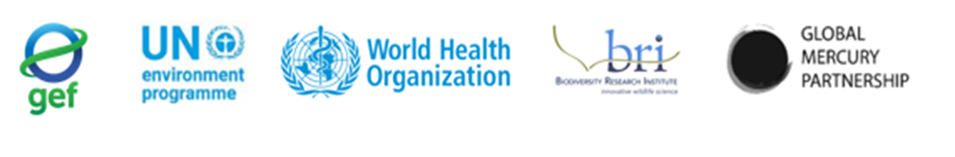 gef
UN
environment
programme
World Health
Organization
bri
BIODIVERSITY RESEARCH INSTITUTE
innovative wildlife science
GLOBAL
MERCURY
PARTNERSHIP